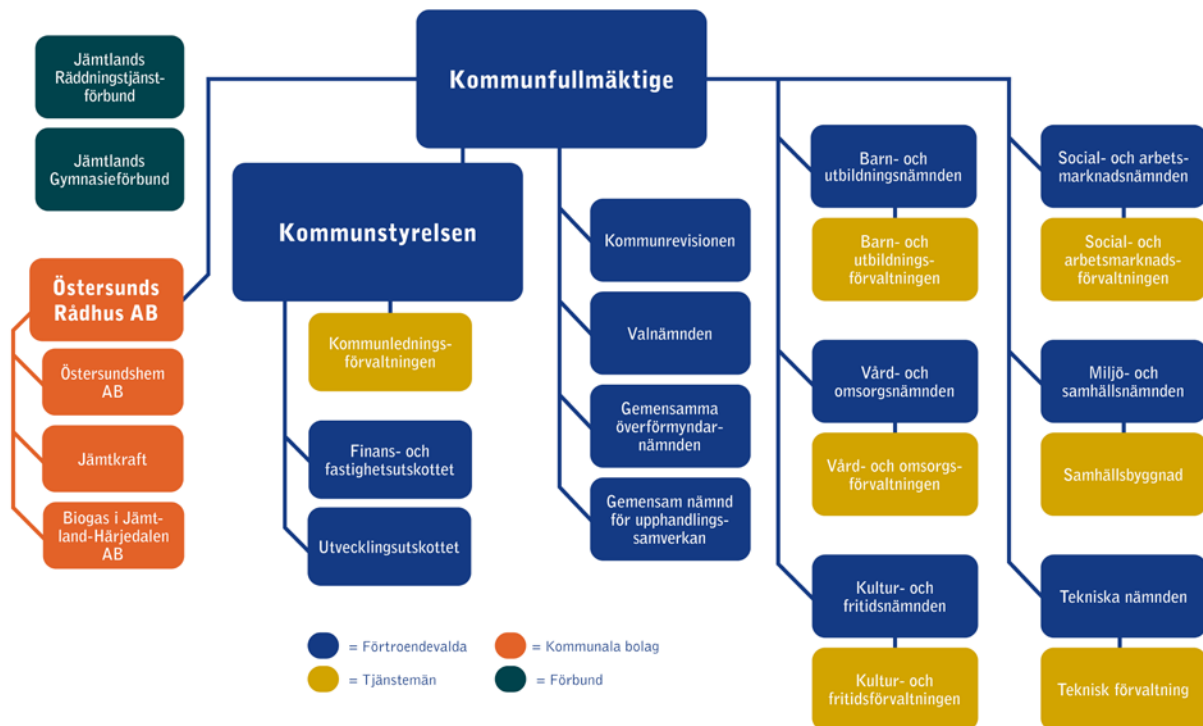 Jämtlands
Räddningstjänst-
förbund
Jämtlands
Gymnasieförbund
Kommunfullmäktige
Kommunstyrelsen
Östersunds
Rådhus AB
Östersundshem
AB
Jämtkraft
Biogas i Jämt-
land-Härjedalen
AB
Kommunlednings-
förvaltningen
Finans- och
fastighetsutskottet
Utvecklingsutskottet
Kommunrevisionen
Valnämnden
Gemensamma
överförmyndar-
nämnden
Gemensam nämnd
för upphandlings-
samverkan
Barn- och
utbildningsnämnden
Barn- och
utbildnings-
förvaltningen
Vård- och
omsorgsnämnden
Vård- och omsorgs-
förvaltningen
Kultur- och
fritidsnämnden
Kultur- och
fritidsförvaltningen
Social- och arbets-
marknadsnämnden
Social- och
arbetsmarknads-
förvaltningen
Miljö- och
samhällsnämnden
Samhällsbyggnad
Tekniska nämnden
Teknisk förvaltning
= Förtroendevalda
= Kommunala bolag
= Tjänstemän
= Förbund